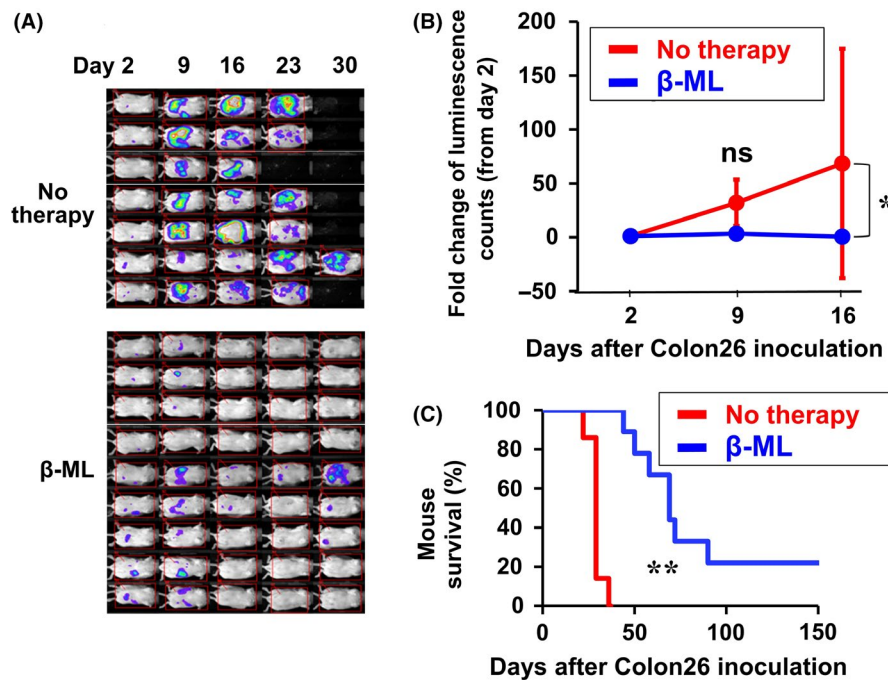 (A)
Day 2 9 16 23 30
No
therapy
β-ML
(B)
Fold change of luminescence
counts (from day 2)
200
150
100
50
0
−50
No therapy
β-ML
ns
*
2 9 16
Days after Colon26 inoculation
(C)
Mouse
survival (%)
100
80
60
40
20
0
No therapy
β-ML
**
0 50 100 150
Days after Colon26 inoculation